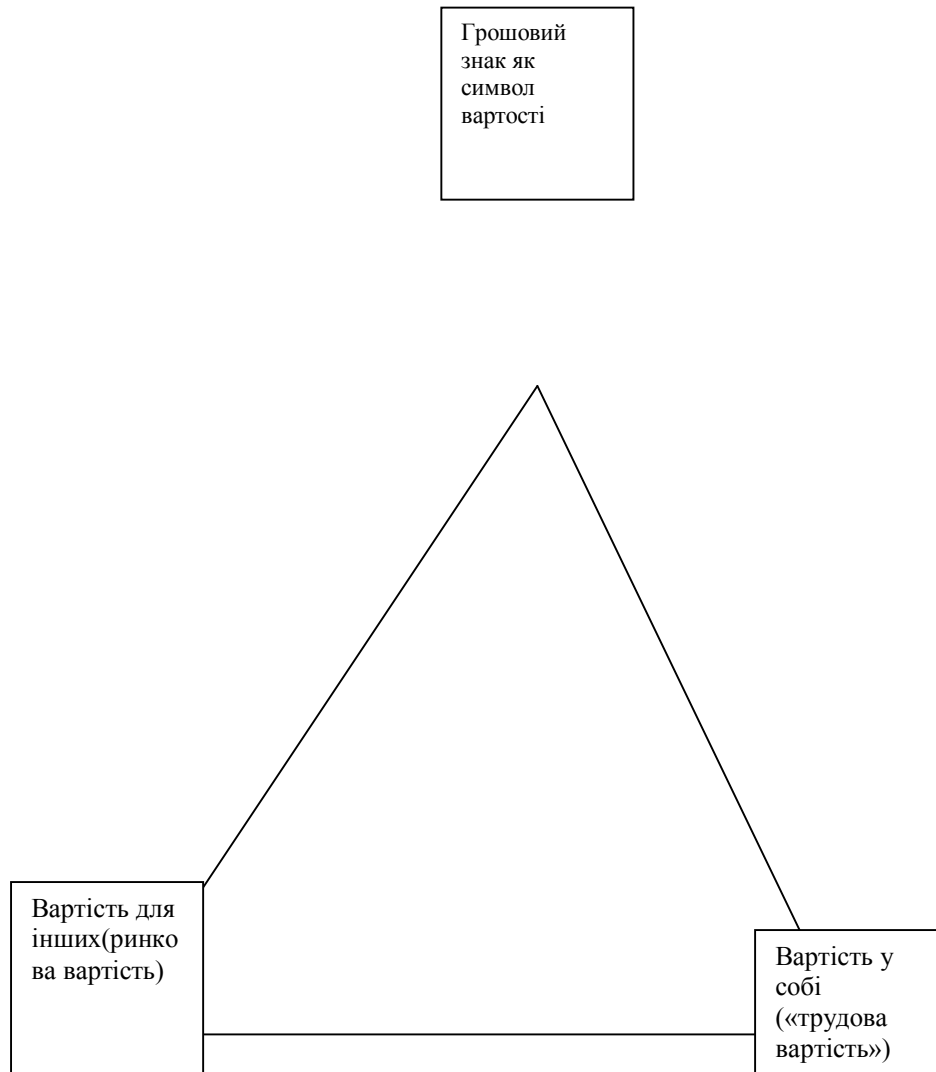 Грошовий
знак як
символ
вартості
Вартість для
інших(ринко
ва вартість)
Вартість у
собі
(«трудова
вартість»)